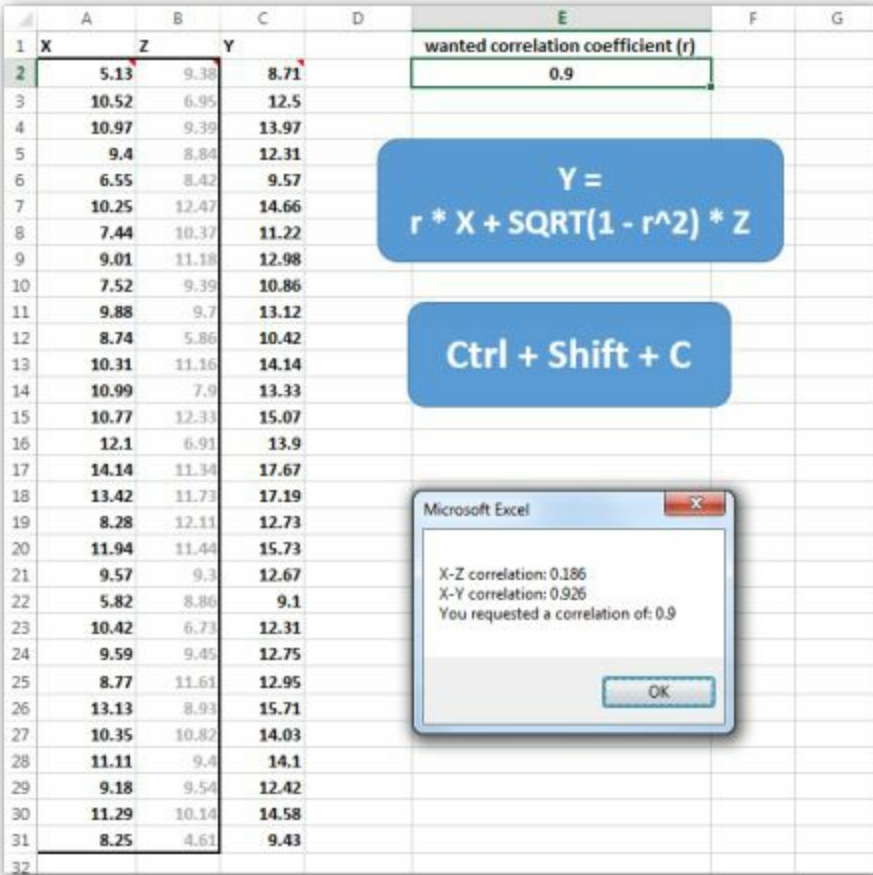 A B C D E F G
1 X Z Y wanted correlation coefficient (r)
2 5.13 9.38 8.71 0.9
3 10.52 6.95 12.5
4 10.97 9.39 13.97
5 9.4 8.84 12.31
6 6.55 8.42 9.57
7 10.25 12.47 14.66
8 7.44 10.37 11.22
9 9.01 11.18 12.98
10 7.52 9.39 10.86
11 9.88 9.7 13.12
12 8.74 5.86 10.42
13 10.31 11.16 14.14
14 10.99 7.9 13.33
15 10.77 12.33 15.07
16 12.1 6.91 13.9
17 14.14 11.34 17.67
18 13.42 11.73 17.19
19 8.28 12.11 12.73
20 11.94 11.44 15.73
21 9.57 9.3 12.67
22 5.82 8.86 9.1
23 10.42 6.73 12.31
24 9.59 9.45 12.75
25 8.77 11.61 12.95
26 13.13 8.93 15.71
27 10.35 10.82 14.03
28 11.11 9.4 14.1
29 9.18 9.54 12.42
30 11.29 10.14 14.58
31 8.25 4.61 9.43
32
Y =
r * X + SQRT(1 - r^2) * Z
Ctrl + Shift + C
Microsoft Excel
X-Z correlation: 0.186
X-Y correlation: 0.926
You requested a correlation of: 0.9
OK